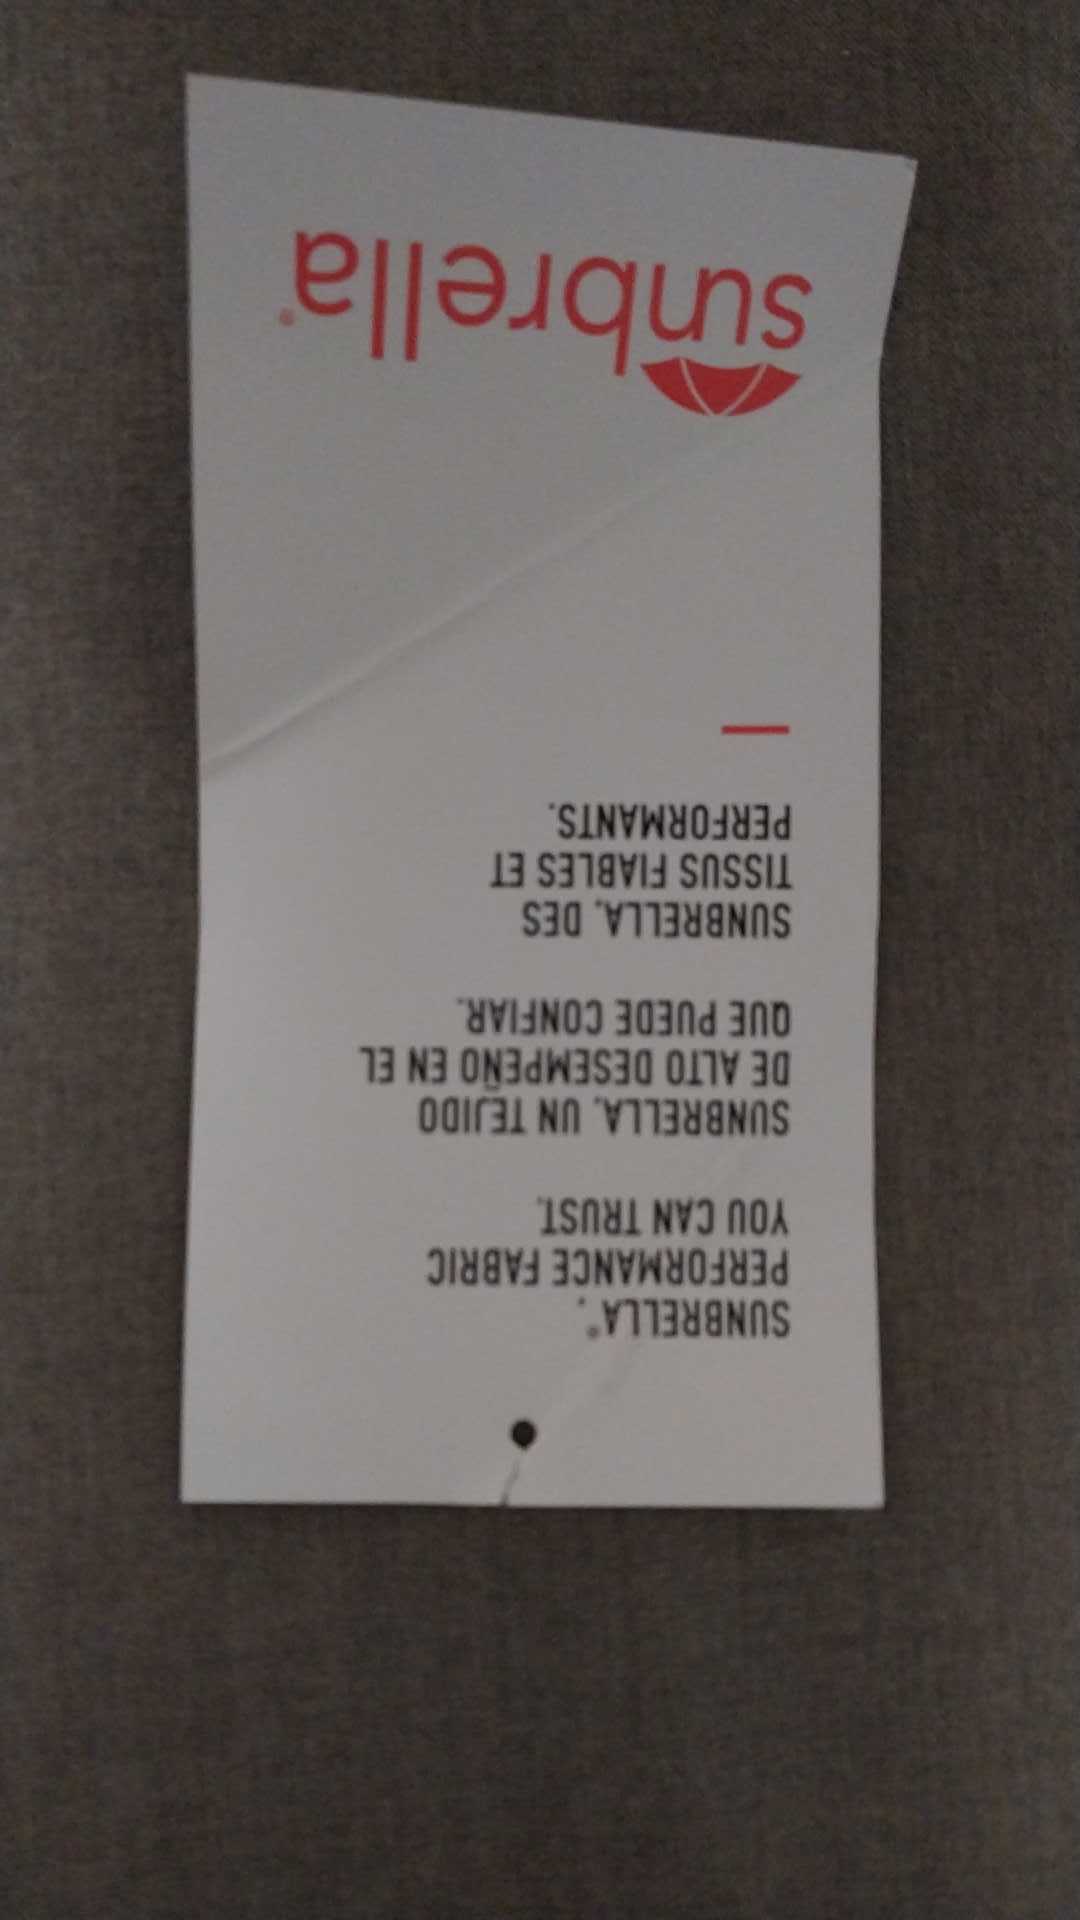 SUNBRELLA®.
PERFORMANCE FABRIC
YOU CAN TRUST.
SUNBRELLA, UN TEJIDO
DE ALTO DESEMPEÑO EN EL
QUE PUEDE CONFIAR.
SUNBRELLA, DES
TISSUS FIABLES ET
PERFORMANTS.
sunbrella®